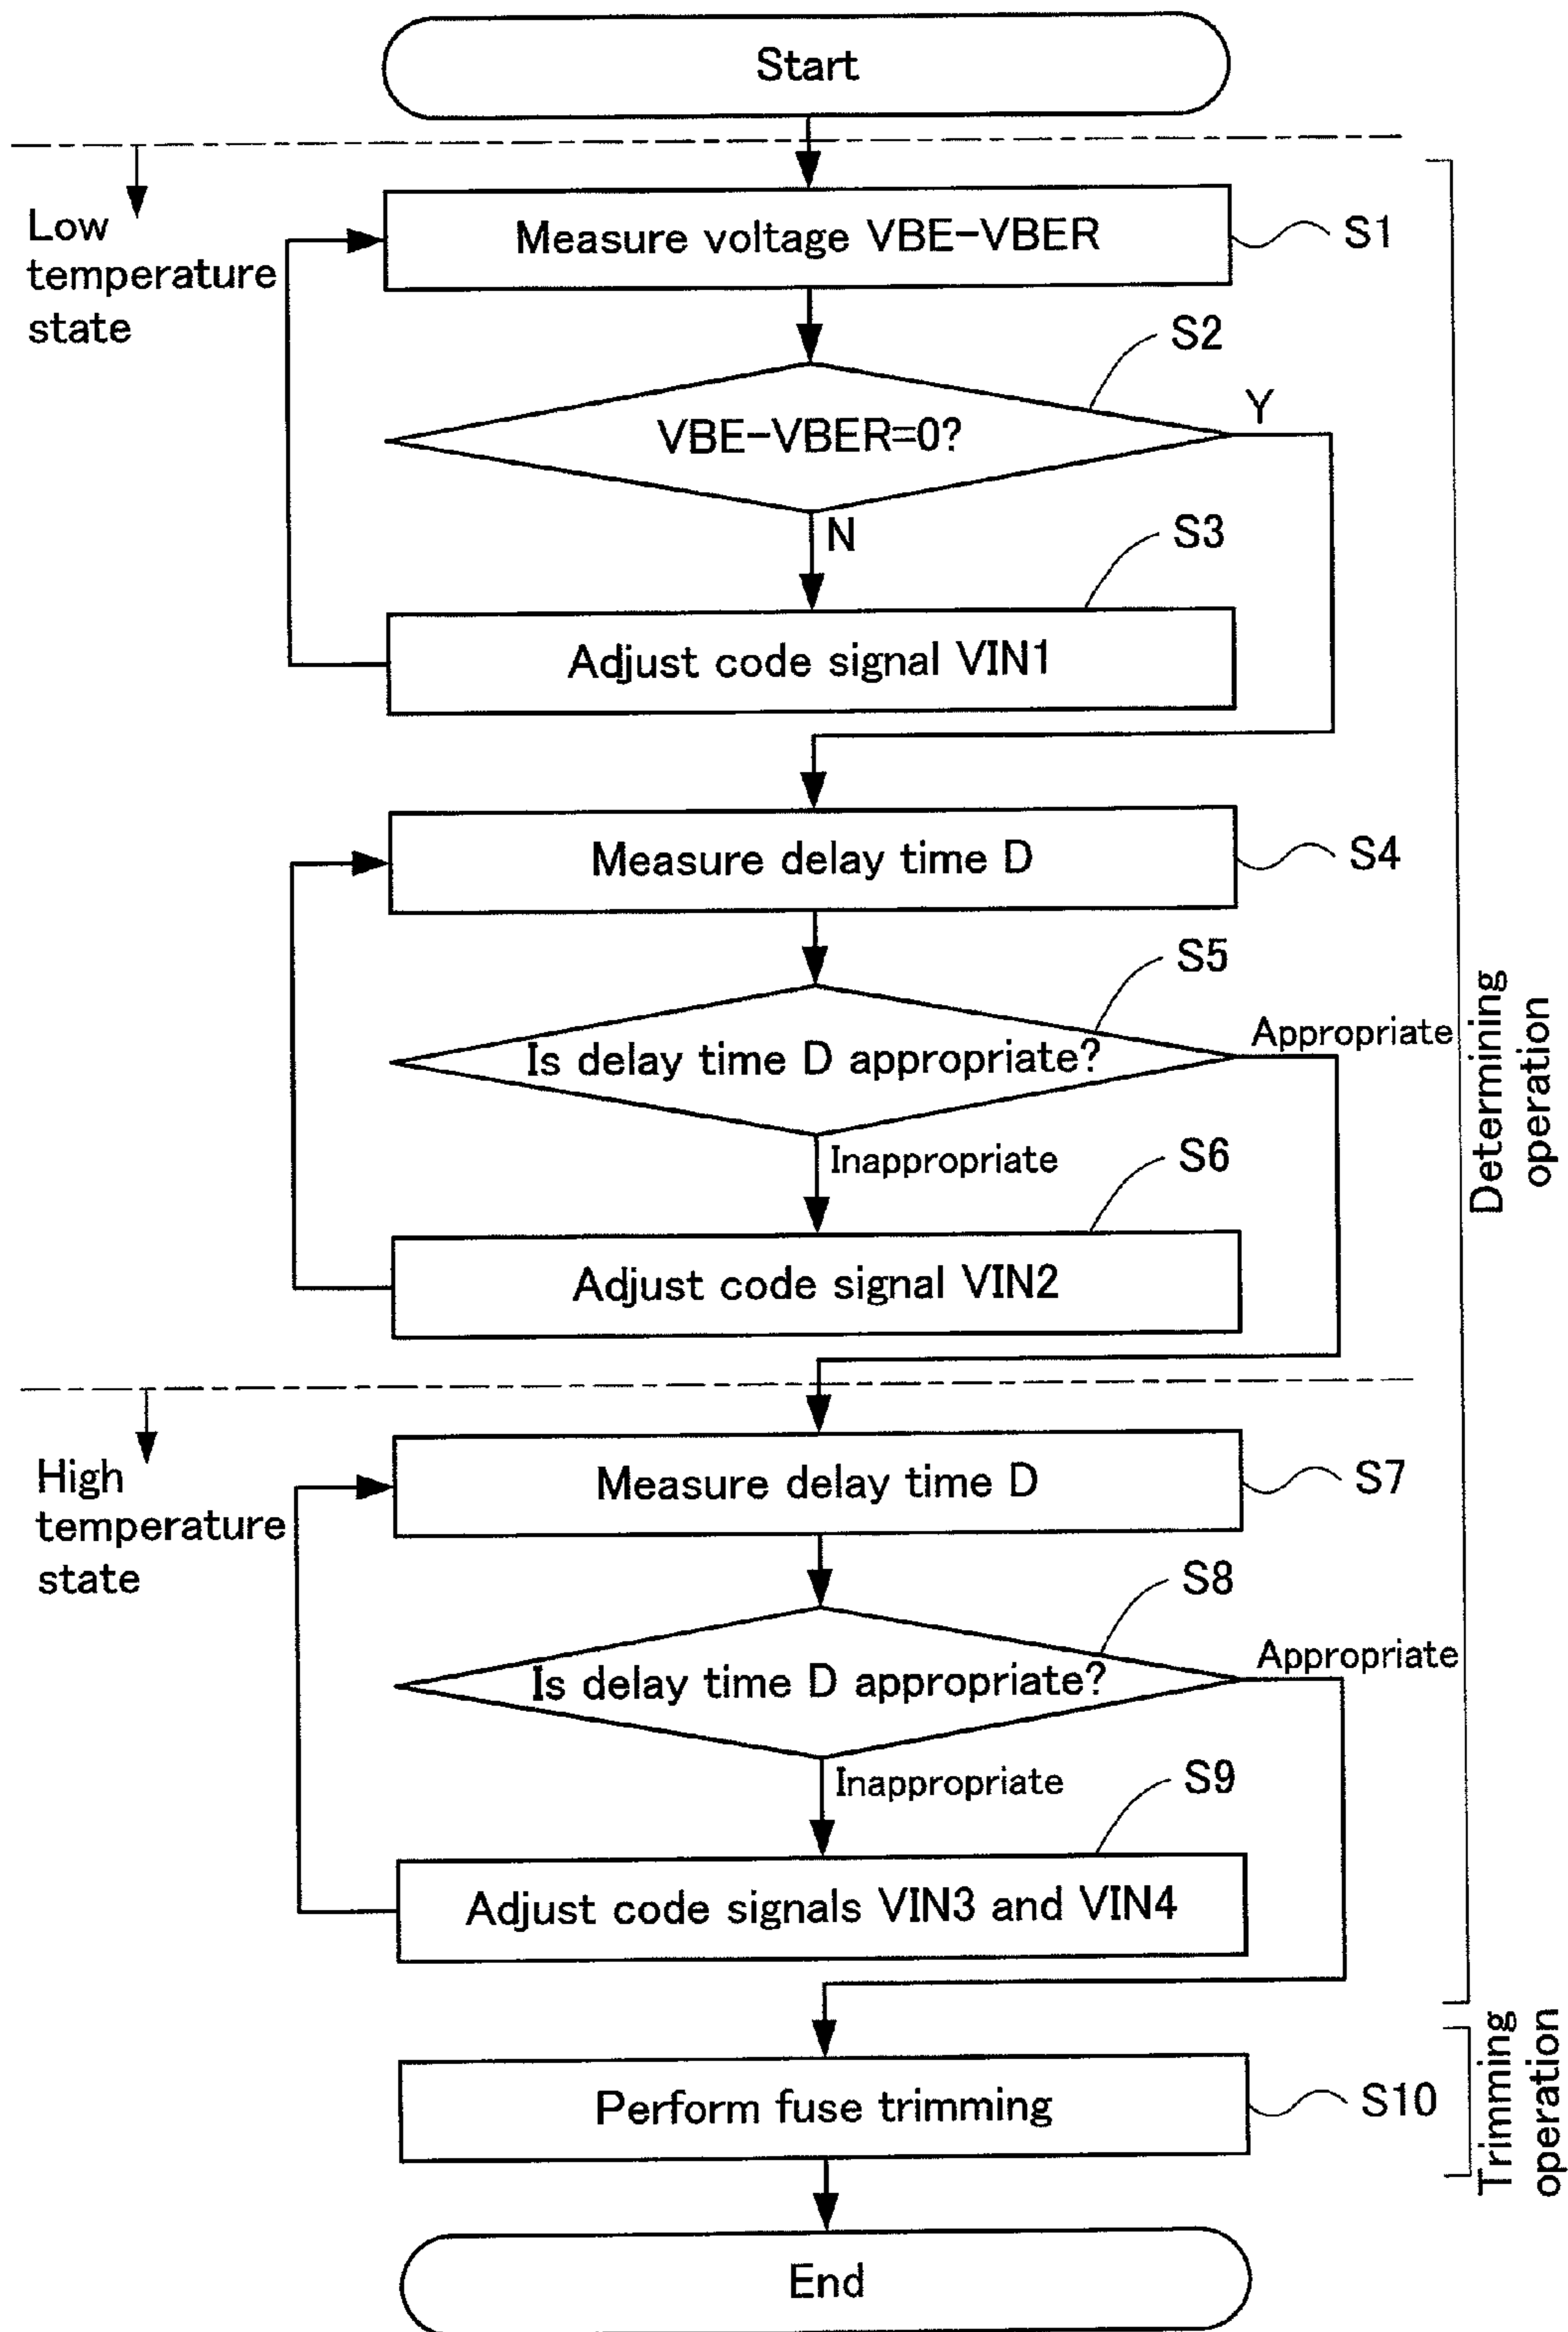 Start
Low
temperature
state
Measure voltage VBE-VBER
S1
S2
VBE-VBER=0?
Y
N
S3
Adjust code signal VIN1
Measure delay time D
S4
S5
Is delay time D appropriate?
Appropriate
Inappropriate
S6
Adjust code signal VIN2
Determining
operation
High
temperature
state
Measure delay time D
S7
S8
Is delay time D appropriate?
Appropriate
Inappropriate
S9
Adjust code signals VIN3 and VIN4
Perform fuse trimming
S10
Trimming
operation
End